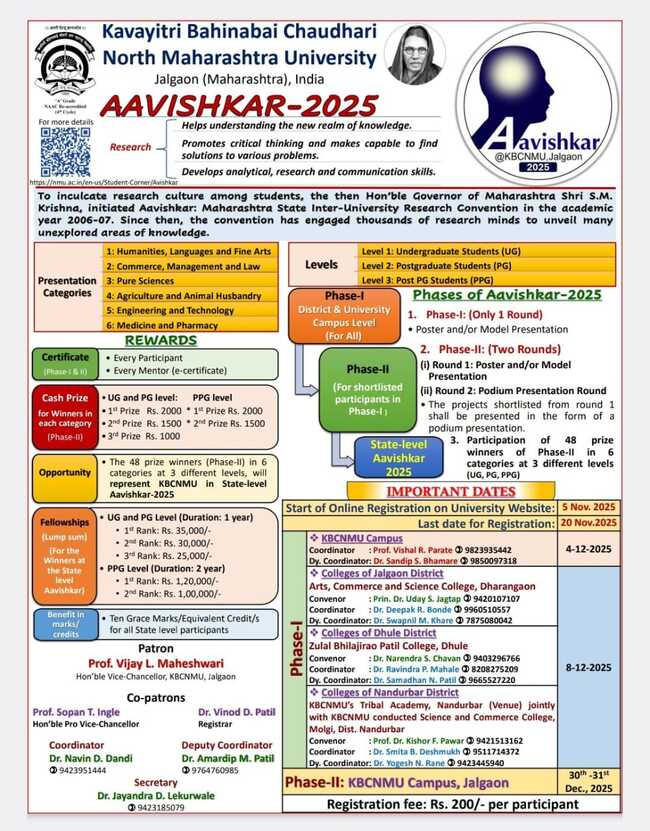 Kavayitri Bahinabai Chaudhari
North Maharashtra University
Jalgaon (Maharashtra), India
'A' Grade
NAAC Re-accredited
(4th Cycle)
For more details
https://nmu.ac.in/en-us/Student-Corner/Avishkar
AAVISHKAR-2025
Research
Helps understanding the new realm of knowledge.
Promotes critical thinking and makes capable to find
solutions to various problems.
Develops analytical, research and communication skills.
Aavishkar
@KBCNMU,Jalgaon
2025
To inculcate research culture among students, the then Hon'ble Governor of Maharashtra Shri S.M.
Krishna, initiated Aavishkar: Maharashtra State Inter-University Research Convention in the academic
year 2006-07. Since then, the convention has engaged thousands of research minds to unveil many
unexplored areas of knowledge.
Presentation
Categories
1: Humanities, Languages and Fine Arts
2: Commerce, Management and Law
3: Pure Sciences
4: Agriculture and Animal Husbandry
5: Engineering and Technology
6: Medicine and Pharmacy
Levels
Level 1: Undergraduate Students (UG)
Level 2: Postgraduate Students (PG)
Level 3: Post PG Students (PPG)
REWARDS
Certificate
(Phase-I & II)
• Every Participant
• Every Mentor (e-certificate)
Cash Prize
for Winners in
each category
(Phase-II)
• UG and PG level: PPG level
• 1st Prize Rs. 2000 * 1st Prize Rs. 2000
• 2nd Prize Rs. 1500 * 2nd Prize Rs. 1500
• 3rd Prize Rs. 1000
Opportunity
• The 48 prize winners (Phase-II) in 6
categories at 3 different levels, will
represent KBCNMU in State-level
Aavishkar-2025
Fellowships
(Lump sum)
(For the
Winners at
the State
level
Aavishkar)
• UG and PG Level (Duration: 1 year)
• 1st Rank: Rs. 35,000/-
• 2nd Rank: Rs. 30,000/-
• 3rd Rank: Rs. 25,000/-
• PPG Level (Duration: 2 year)
• 1st Rank: Rs. 1,20,000/-
• 2nd Rank: Rs. 1,00,000/-
Benefit in
marks/
credits
• Ten Grace Marks/Equivalent Credit/s
for all State level participants
Patron
Prof. Vijay L. Maheshwari
Hon'ble Vice-Chancellor, KBCNMU, Jalgaon
Co-patrons
Prof. Sopan T. Ingle
Hon'ble Pro Vice-Chancellor
Dr. Vinod D. Patil
Registrar
Coordinator
Dr. Navin D. Dandi
9423951444
Deputy Coordinator
Dr. Amardip M. Patil
9764760985
Secretary
Dr. Jayandra D. Lekurwale
9423185079
Phase-I
District & University
Campus Level
(For All)
Phase-II
(For shortlisted
participants in
Phase-I )
State-level
Aavishkar
2025
Phases of Aavishkar-2025
1. Phase-I: (Only 1 Round)
• Poster and/or Model Presentation
2. Phase-II: (Two Rounds)
(i) Round 1: Poster and/or Model
Presentation
(ii) Round 2: Podium Presentation Round
• The projects shortlisted from round 1
shall be presented in the form of a
podium presentation.
3. Participation of 48 prize
winners of Phase-II in 6
categories at 3 different levels
(UG, PG, PPG)
IMPORTANT DATES
Start of Online Registration on University Website: 5 Nov. 2025
Last date for Registration: 20 Nov.2025
Phase-I
KBCNMU Campus
Coordinator : Prof. Vishal R. Parate 9823935442
Dy. Coordinator : Dr. Sandip S. Bhamare 9850097318
4-12-2025
Colleges of Jalgaon District
Arts, Commerce and Science College, Dharangaon
Convenor : Prin. Dr. Uday S. Jagtap 9420107107
Coordinator : Dr. Deepak R. Bonde 9960510557
Dy. Coordinator : Dr. Swapnil M. Khare 7875080042
Colleges of Dhule District
Zulal Bhilajirao Patil College, Dhule
Convenor : Dr. Narendra S. Chavan 9403296766
Coordinator : Dr. Ravindra P. Mahale 8208275209
Dy. Coordinator : Dr. Samadhan N. Patil 9665527220
8-12-2025
Colleges of Nandurbar District
KBCNMU's Tribal Academy, Nandurbar (Venue) jointly
with KBCNMU conducted Science and Commerce College,
Molgi, Dist. Nandurbar
Convenor : Prof. Dr. Kishor F. Pawar 9421513162
Coordinator : Dr. Smita B. Deshmukh 9511714372
Dy. Coordinator : Dr. Yogesh N. Rane 9423445940
Phase-II: KBCNMU Campus, Jalgaon
30th -31st
Dec., 2025
Registration fee: Rs. 200/- per participant